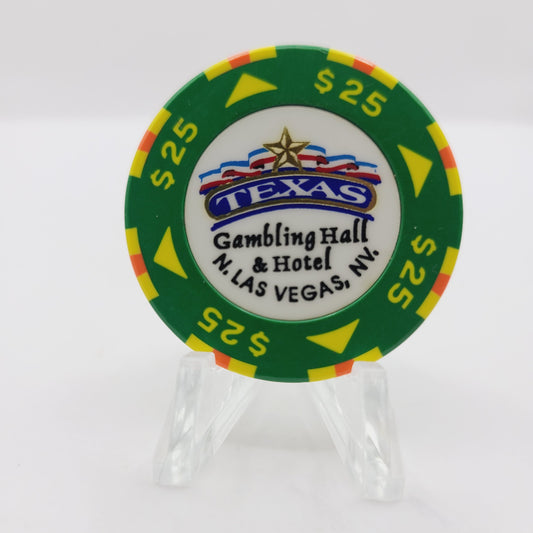 $25
$25
$25
$25
TEXAS
Gambling Hall
& Hotel
N. LAS VEGAS, NV.